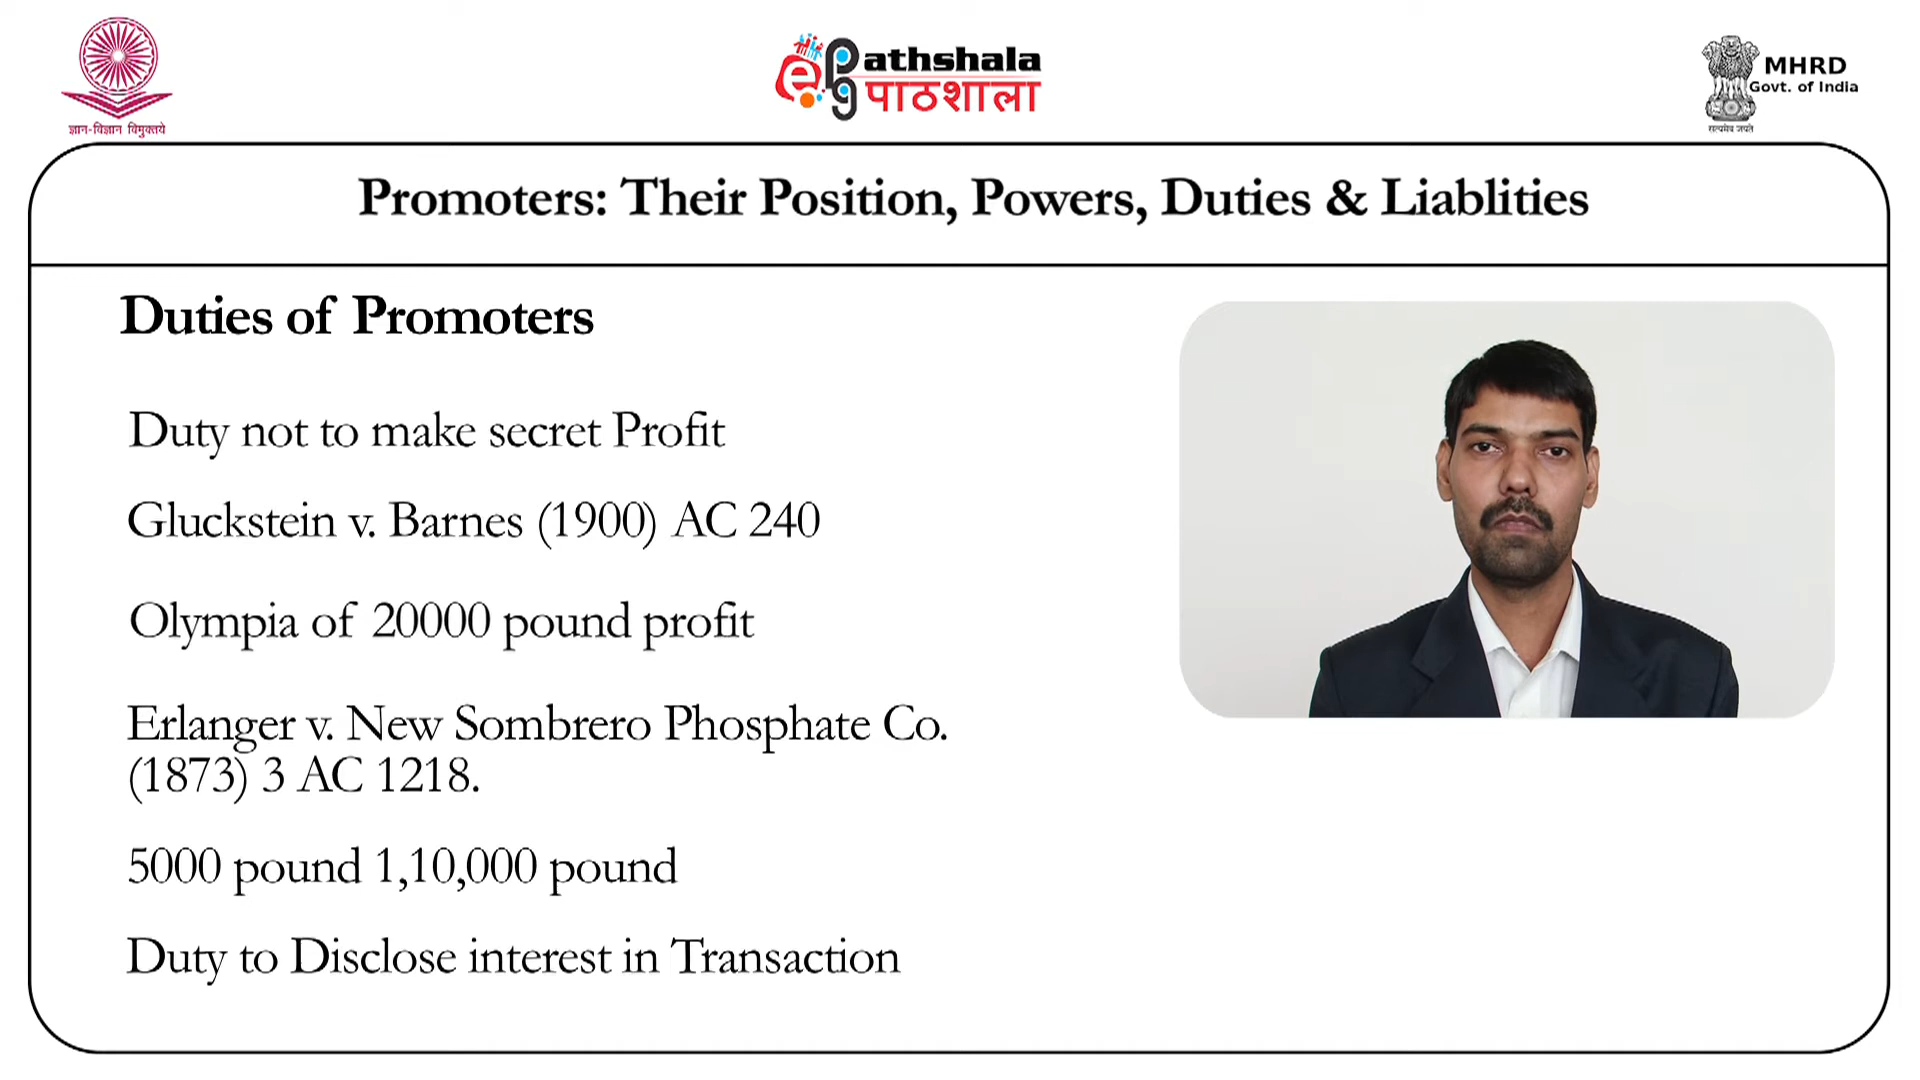 ज्ञान-विज्ञान विमुक्तये
ePgathshala
पाठशाला
MHRD
Govt. of India
सत्यमेव जयते
Promoters: Their Position, Powers, Duties & Liablities
Duties of Promoters
Duty not to make secret Profit
Gluckstein v. Barnes (1900) AC 240
Olympia of 20000 pound profit
Erlanger v. New Sombrero Phosphate Co.
(1873) 3 AC 1218.
5000 pound 1,10,000 pound
Duty to Disclose interest in Transaction